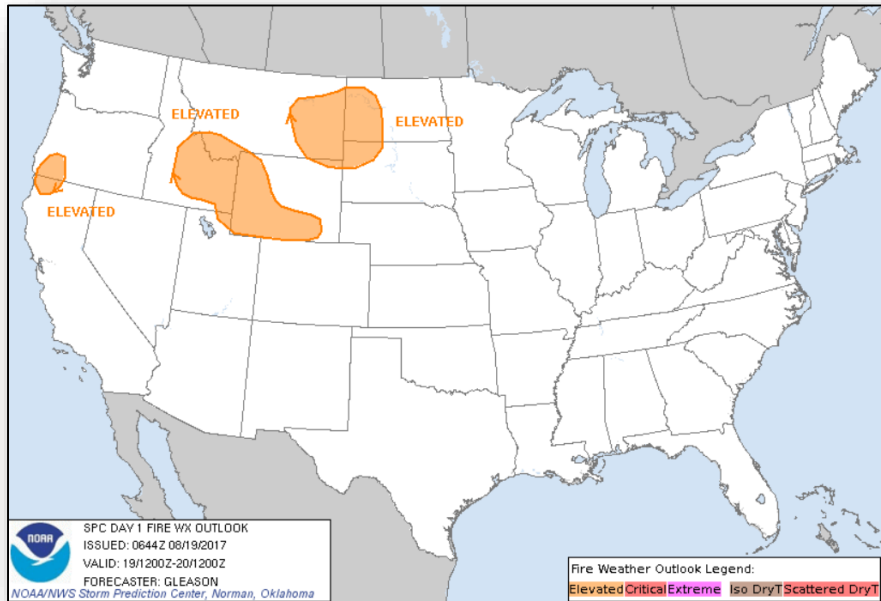 ELEVATED
ELEVATED
ELEVATED
NOAA
SPC DAY 1 FIRE WX OUTLOOK
ISSUED: 0644Z 08/19/2017
VALID: 19/1200Z-20/1200Z
FORECASTER: GLEASON
NOAA/NWS Storm Prediction Center, Norman, Oklahoma
Fire Weather Outlook Legend:
Elevated Critical Extreme Iso DryT Scattered DryT